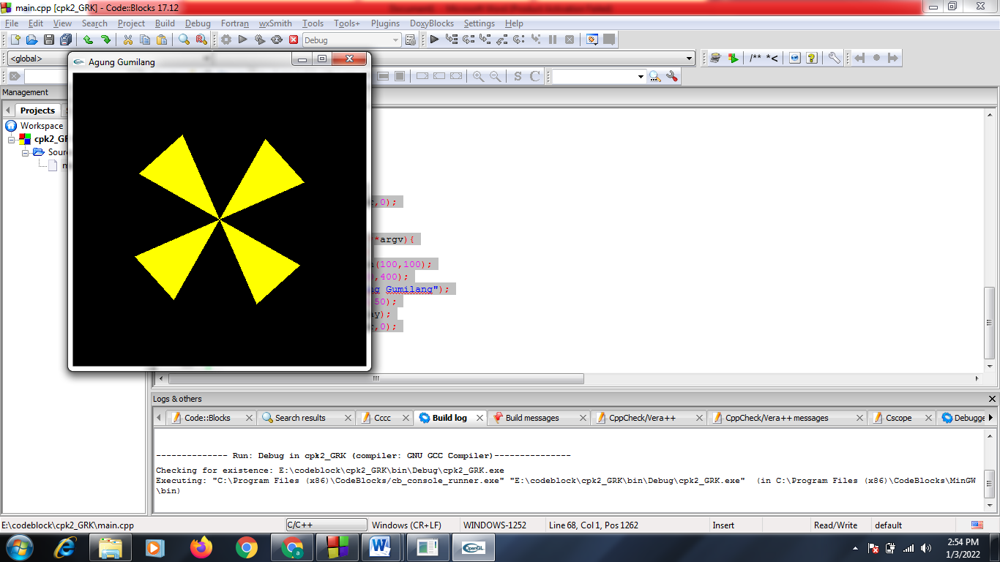 main.cpp [cpk2_GRK] - Code::Blocks 17.12
File Edit View Search Project Build Debug Fortran wxSmith Tools Tools+ Plugins DoxyBlocks Settings Help
Debug
<global>
/** *<
S C
Agung Gumilang
Management
Projects
Workspace
cpk2_GR
Sourc
,0);
*argv){
(100,100);
,400);
g Gumilang");
50);
y);
,0);
Logs & others
Code::Blocks Search results Cccc Build log Build messages CppCheck/Vera++ CppCheck/Vera++ messages Cscope Debugge
-------------- Run: Debug in cpk2_GRK (compiler: GNU GCC Compiler)---------------
Checking for existence: E:\codeblock\cpk2_GRK\bin\Debug\cpk2_GRK.exe
Executing: "C:\Program Files (x86)\CodeBlocks/cb_console_runner.exe" "E:\codeblock\cpk2_GRK\bin\Debug\cpk2_GRK.exe"  (in C:\Program Files (x86)\CodeBlocks\MinGW
\bin)
E:\codeblock\cpk2_GRK\main.cpp C/C++ Windows (CR+LF) WINDOWS-1252 Line 68, Col 1, Pos 1262 Insert Read/Write default
OpenGL
2:54 PM
1/3/2022